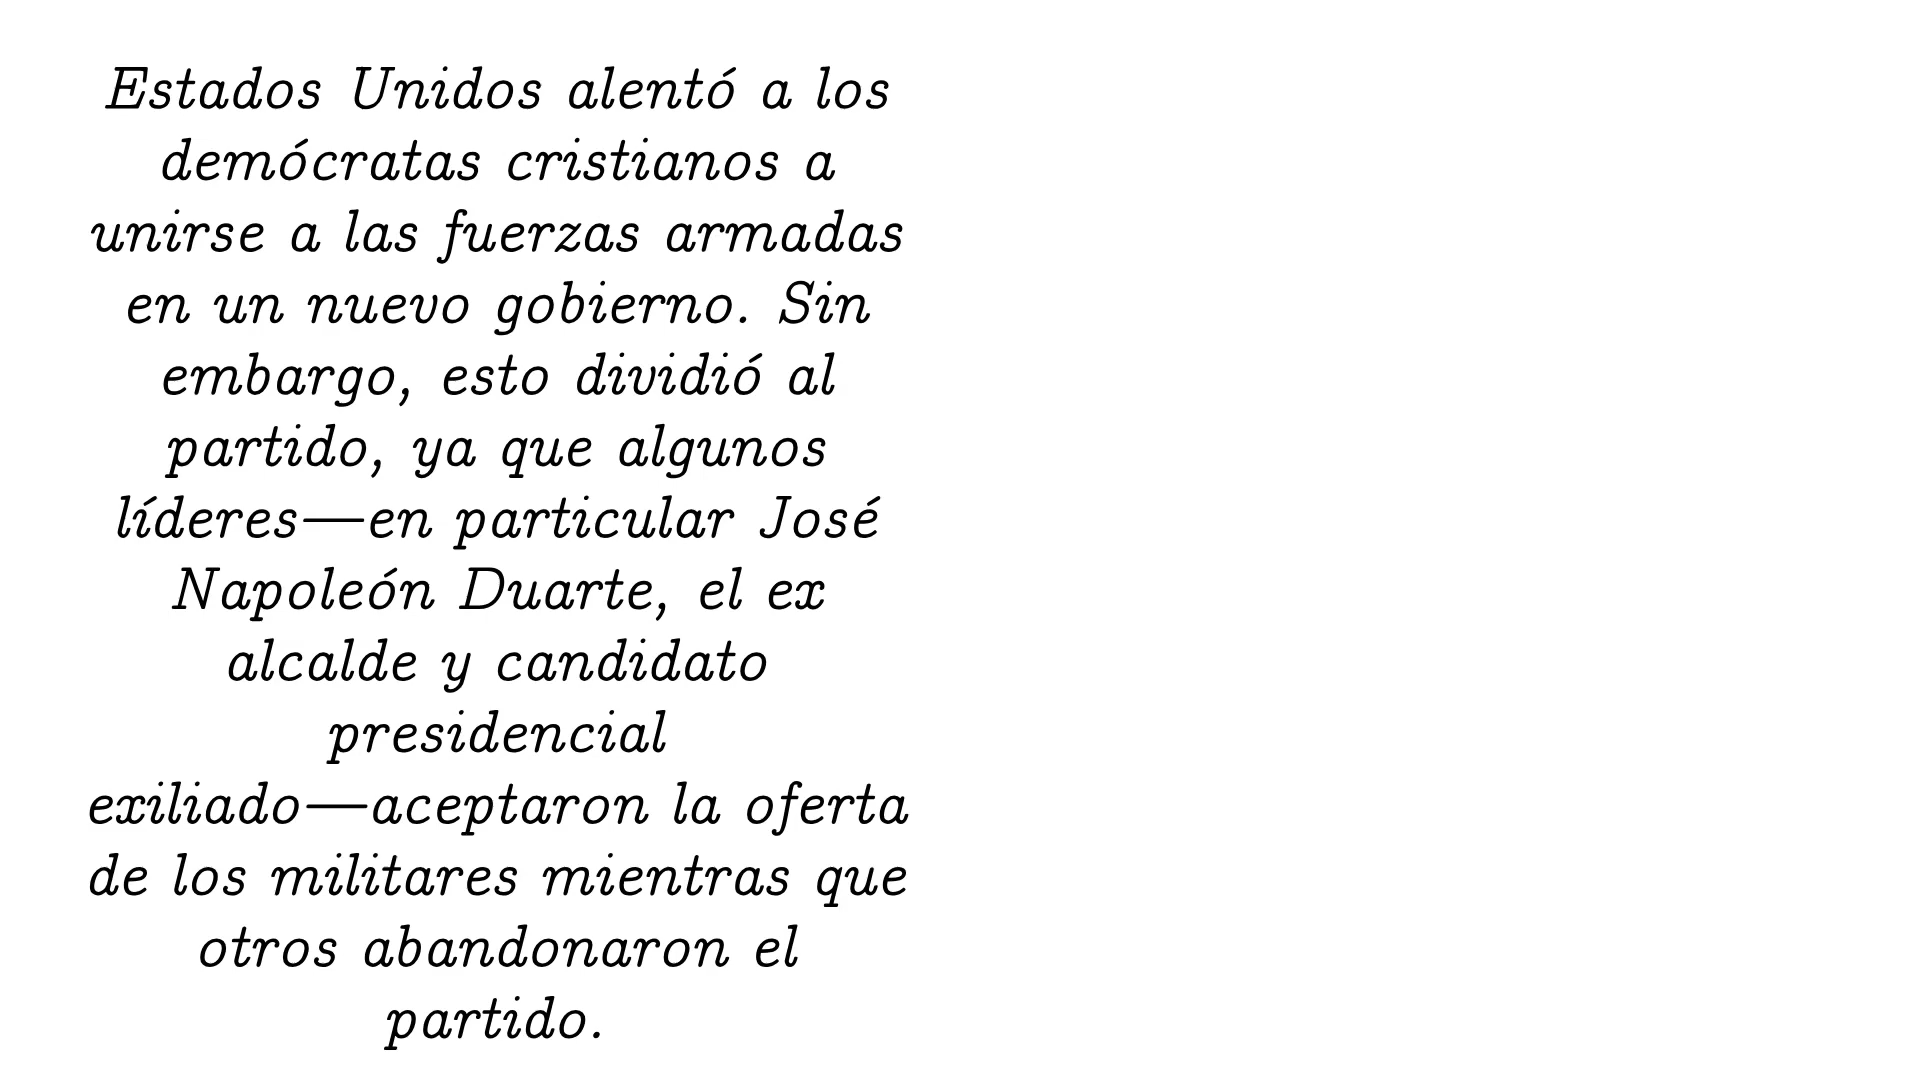 Estados Unidos alentó a los
demócratas cristianos a
unirse a las fuerzas armadas
en un nuevo gobierno. Sin
embargo, esto dividió al
partido, ya que algunos
líderes—en particular José
Napoleón Duarte, el ex
alcalde y candidato
presidencial
exiliado—aceptaron la oferta
de los militares mientras que
otros abandonaron el
partido.